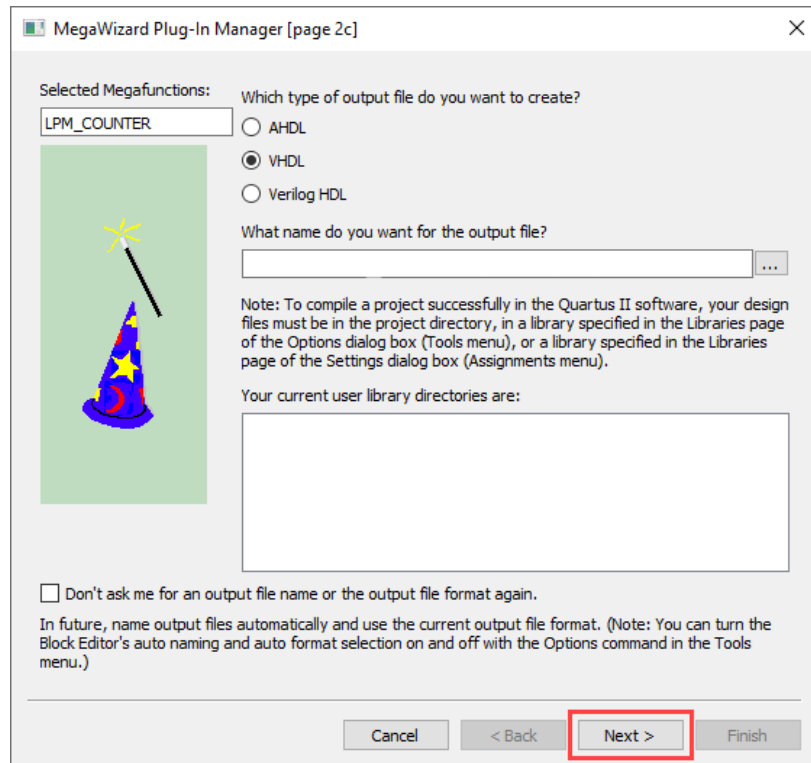 MegaWizard Plug-In Manager [page 2c]
Selected Megafunctions:
LPM_COUNTER
Which type of output file do you want to create?
AHDL
VHDL
Verilog HDL
What name do you want for the output file?
...
Note: To compile a project successfully in the Quartus II software, your design
files must be in the project directory, in a library specified in the Libraries page
of the Options dialog box (Tools menu), or a library specified in the Libraries
page of the Settings dialog box (Assignments menu).
Your current user library directories are:
Don't ask me for an output file name or the output file format again.
In future, name output files automatically and use the current output file format. (Note: You can turn the
Block Editor's auto naming and auto format selection on and off with the Options command in the Tools
menu.)
Cancel
< Back
Next >
Finish